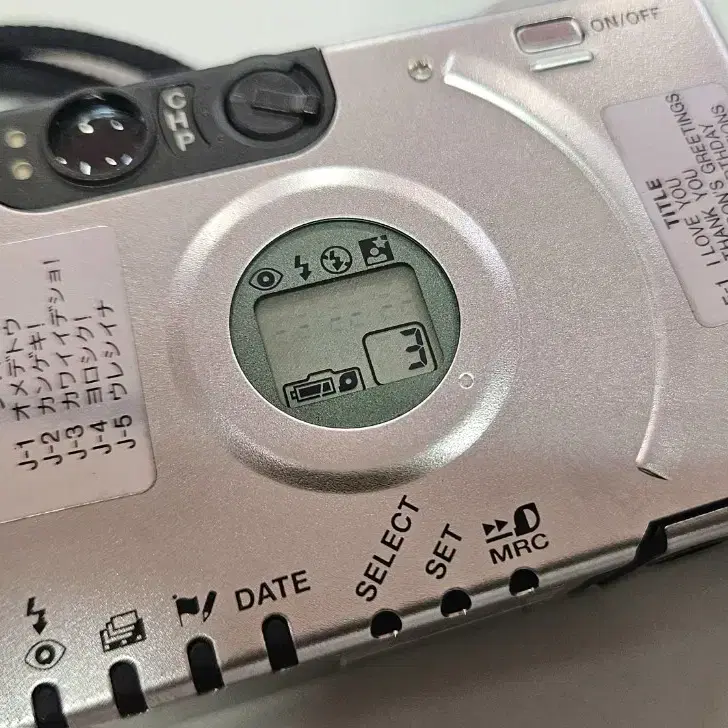 ON/OFF
C
H
P
TITLE
I LOVE YOU
THANK YOU
GREETINGS
J-1 オメデトウ
J-2 カンゲキ!
J-3 カワイイデショ!
J-4 ヨロシク!
J-5 ウレシイナ
3
DATE
SELECT
SET
MRC